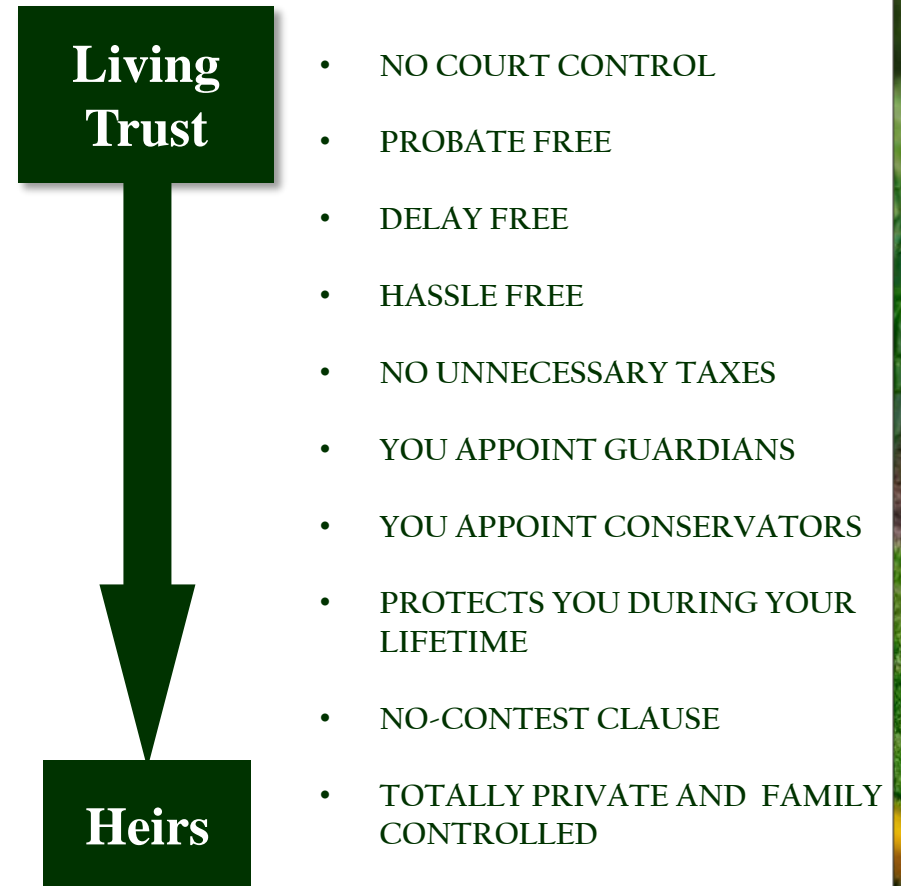 Living
Trust
• NO COURT CONTROL
• PROBATE FREE
• DELAY FREE
• HASSLE FREE
• NO UNNECESSARY TAXES
• YOU APPOINT GUARDIANS
• YOU APPOINT CONSERVATORS
• PROTECTS YOU DURING YOUR
LIFETIME
• NO-CONTEST CLAUSE
• TOTALLY PRIVATE AND  FAMILY
CONTROLLED
Heirs